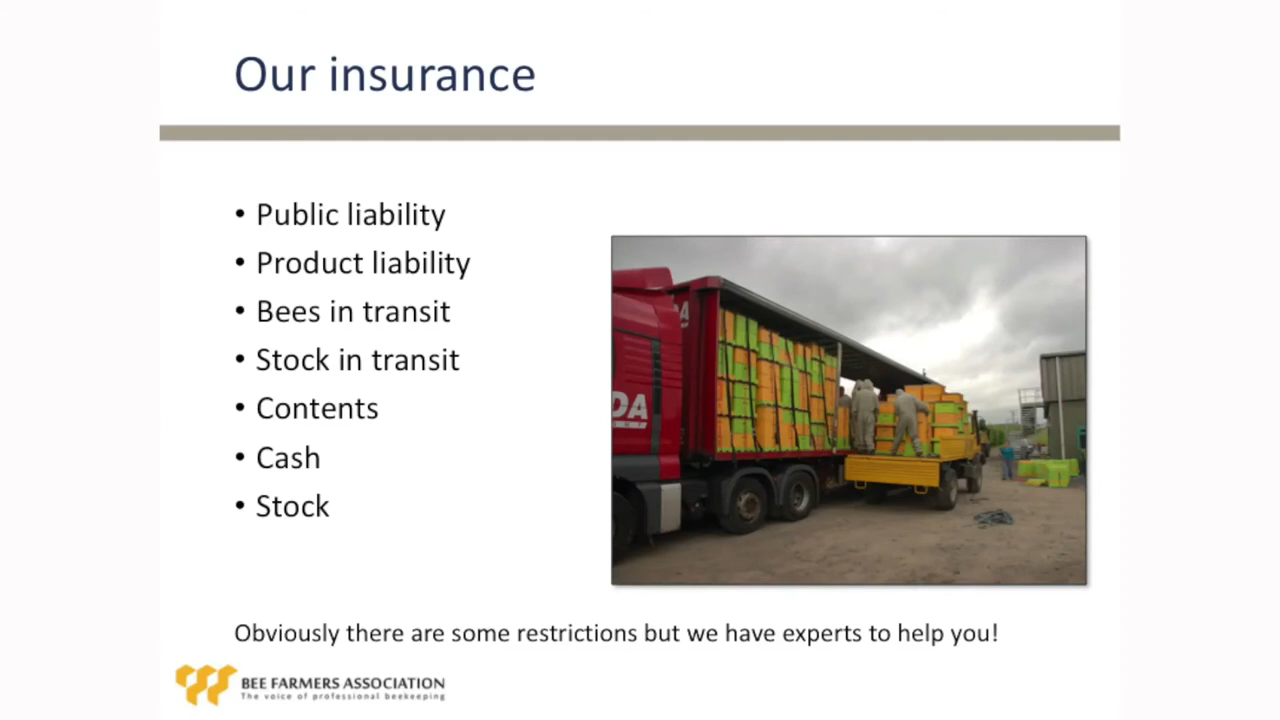 Our insurance
• Public liability
• Product liability
• Bees in transit
• Stock in transit
• Contents
• Cash
• Stock
DA
Obviously there are some restrictions but we have experts to help you!
BEE FARMERS ASSOCIATION
The voice of professional beekeeping